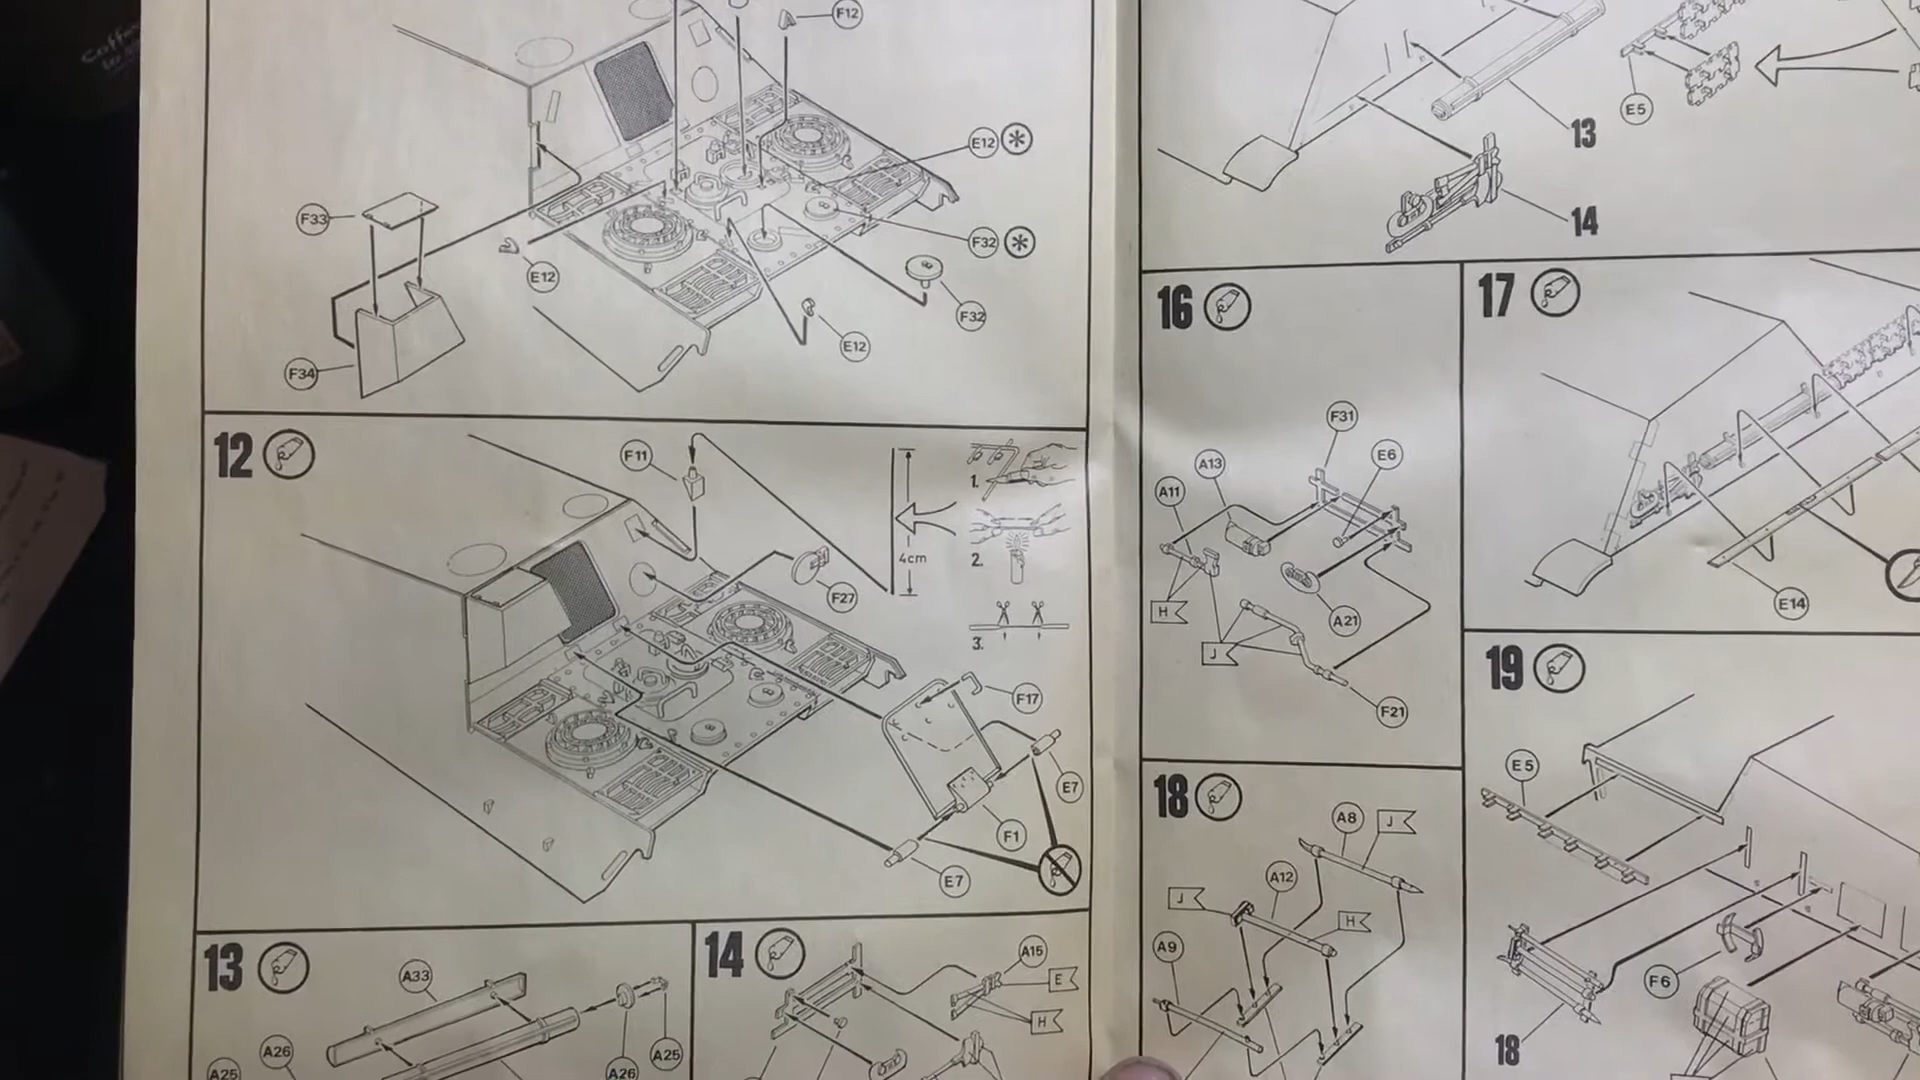 F12
E12
*
F33
F32
*
E12
F32
E12
F34
12
F11
1.
4cm
2.
F27
3.
F17
E7
F1
E7
13
A33
A26
A25
A26
A25
14
A15
E
H
E5
13
14
16
F31
A13
E6
A11
H
A21
J
F21
17
E14
18
A8
J
A12
J
H
A9
19
E5
F6
18